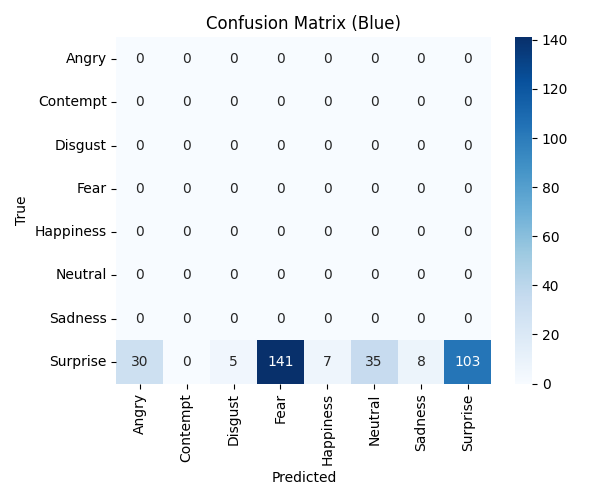 Confusion Matrix (Blue)
Angry 0 0 0 0 0 0 0 0
Contempt 0 0 0 0 0 0 0 0
Disgust 0 0 0 0 0 0 0 0
Fear 0 0 0 0 0 0 0 0
Happiness 0 0 0 0 0 0 0 0
Neutral 0 0 0 0 0 0 0 0
Sadness 0 0 0 0 0 0 0 0
Surprise 30 0 5 141 7 35 8 103
Angry Contempt Disgust Fear Happiness Neutral Sadness Surprise
Predicted
True
140
120
100
80
60
40
20
0